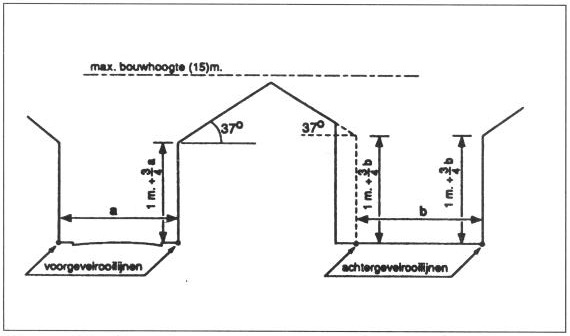 max. bouwhoogte (15)m.
37°
37°
1 m. + 3/4 a
1 m. + 3/4 b
1 m. + 3/4 b
a
b
voorgevelrooilijnen
achtergevelrooilijnen